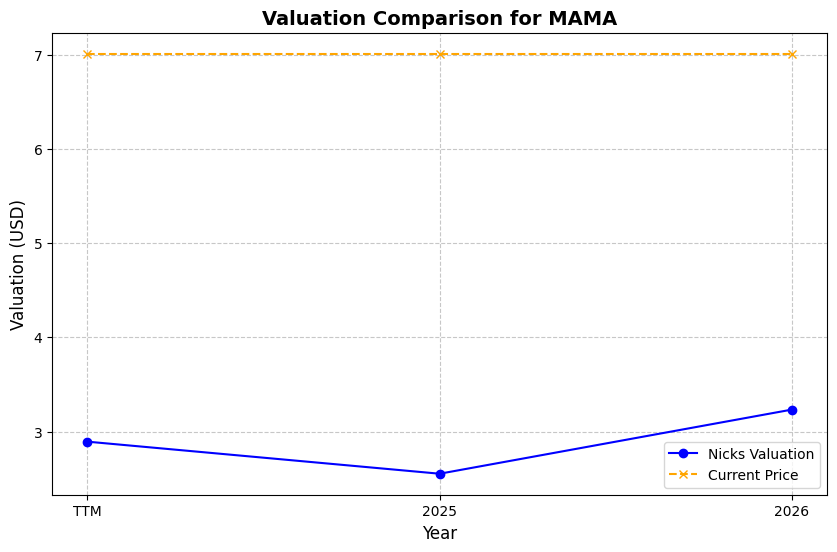 Valuation Comparison for MAMA
Valuation (USD)
7
6
5
4
3
TTM
2025
2026
Year
Nicks Valuation
Current Price